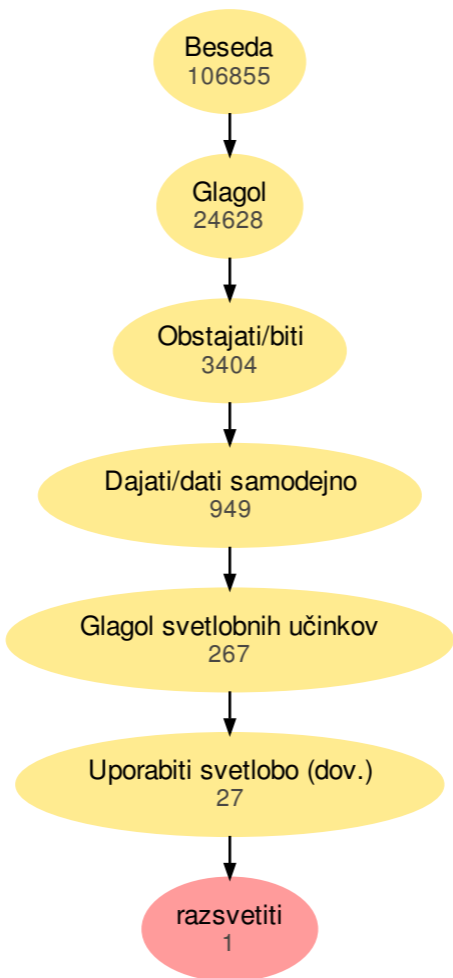 Beseda
106855
Glagol
24628
Obstajati/biti
3404
Dajati/dati samodejno
949
Glagol svetlobnih učinkov
267
Uporabiti svetlobo (dov.)
27
razsvetiti
1